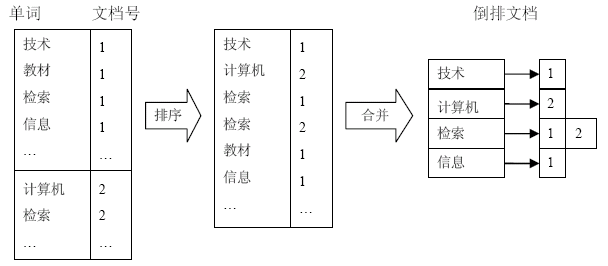 单词 文档号
技术 1
教材 1
检索 1
信息 1
… …
计算机 2
检索 2
… …
排序
技术 1
计算机 2
检索 1
检索 2
教材 1
信息 1
… …
合并
倒排文档
技术 1
计算机 2
检索 1 2
信息 1